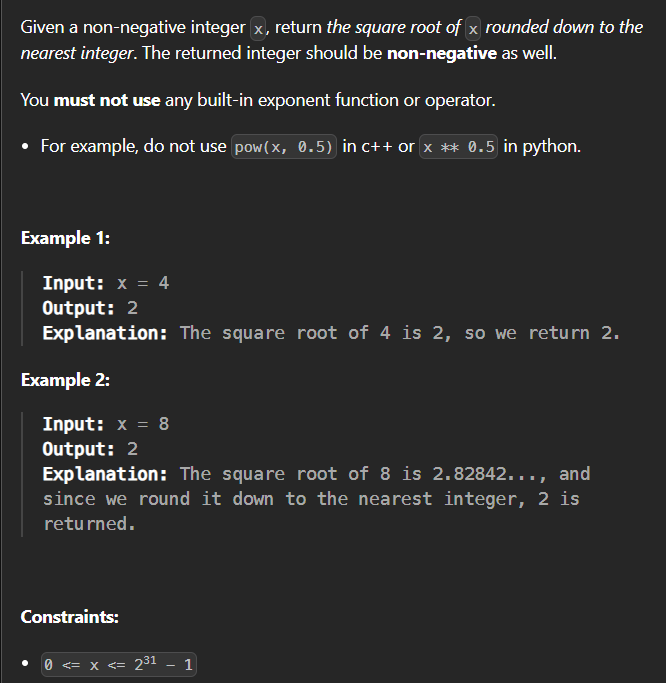 Given a non-negative integer x, return the square root of x rounded down to the
nearest integer. The returned integer should be non-negative as well.
You must not use any built-in exponent function or operator.
• For example, do not use pow(x, 0.5) in c++ or x ** 0.5 in python.
Example 1:
Input: x = 4
Output: 2
Explanation: The square root of 4 is 2, so we return 2.
Example 2:
Input: x = 8
Output: 2
Explanation: The square root of 8 is 2.82842..., and
since we round it down to the nearest integer, 2 is
returned.
Constraints:
• 0 <= x <= 2³¹ - 1